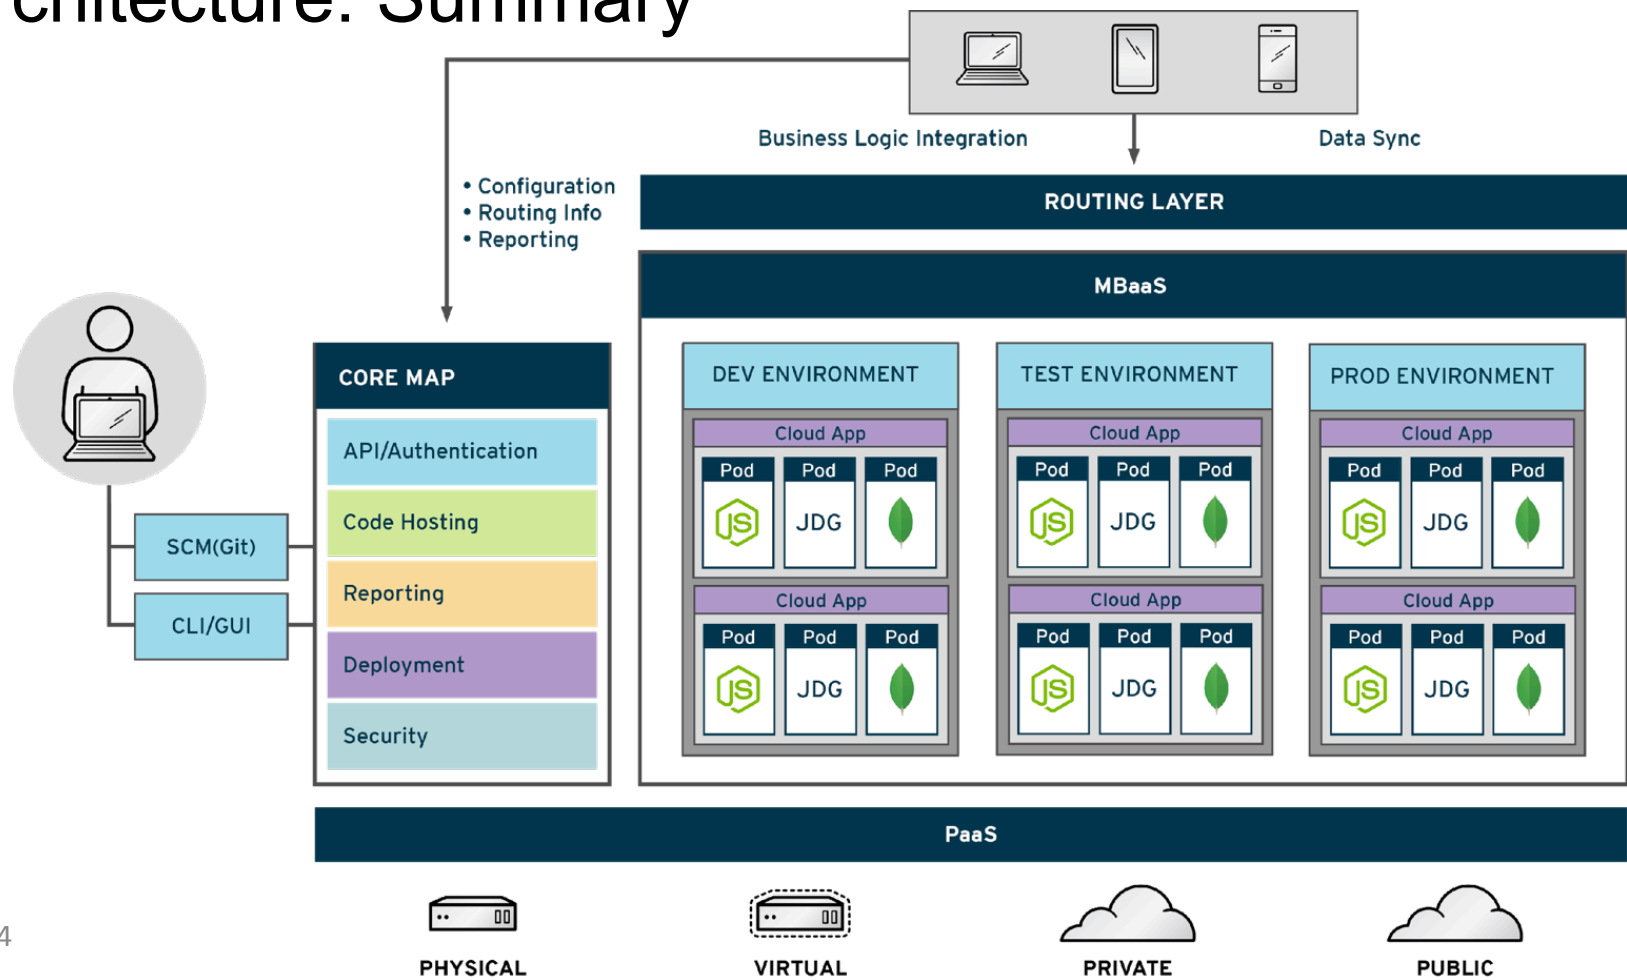 chitecture: Summary
Business Logic Integration
Data Sync
• Configuration
• Routing Info
• Reporting
ROUTING LAYER
MBaaS
CORE MAP
API/Authentication
Code Hosting
Reporting
Deployment
Security
SCM(Git)
CLI/GUI
DEV ENVIRONMENT
Cloud App
Pod Pod Pod
JS JDG
Cloud App
Pod Pod Pod
JS JDG
TEST ENVIRONMENT
Cloud App
Pod Pod Pod
JS JDG
Cloud App
Pod Pod Pod
JS JDG
PROD ENVIRONMENT
Cloud App
Pod Pod Pod
JS JDG
Cloud App
Pod Pod Pod
JS JDG
PaaS
PHYSICAL
VIRTUAL
PRIVATE
PUBLIC
4